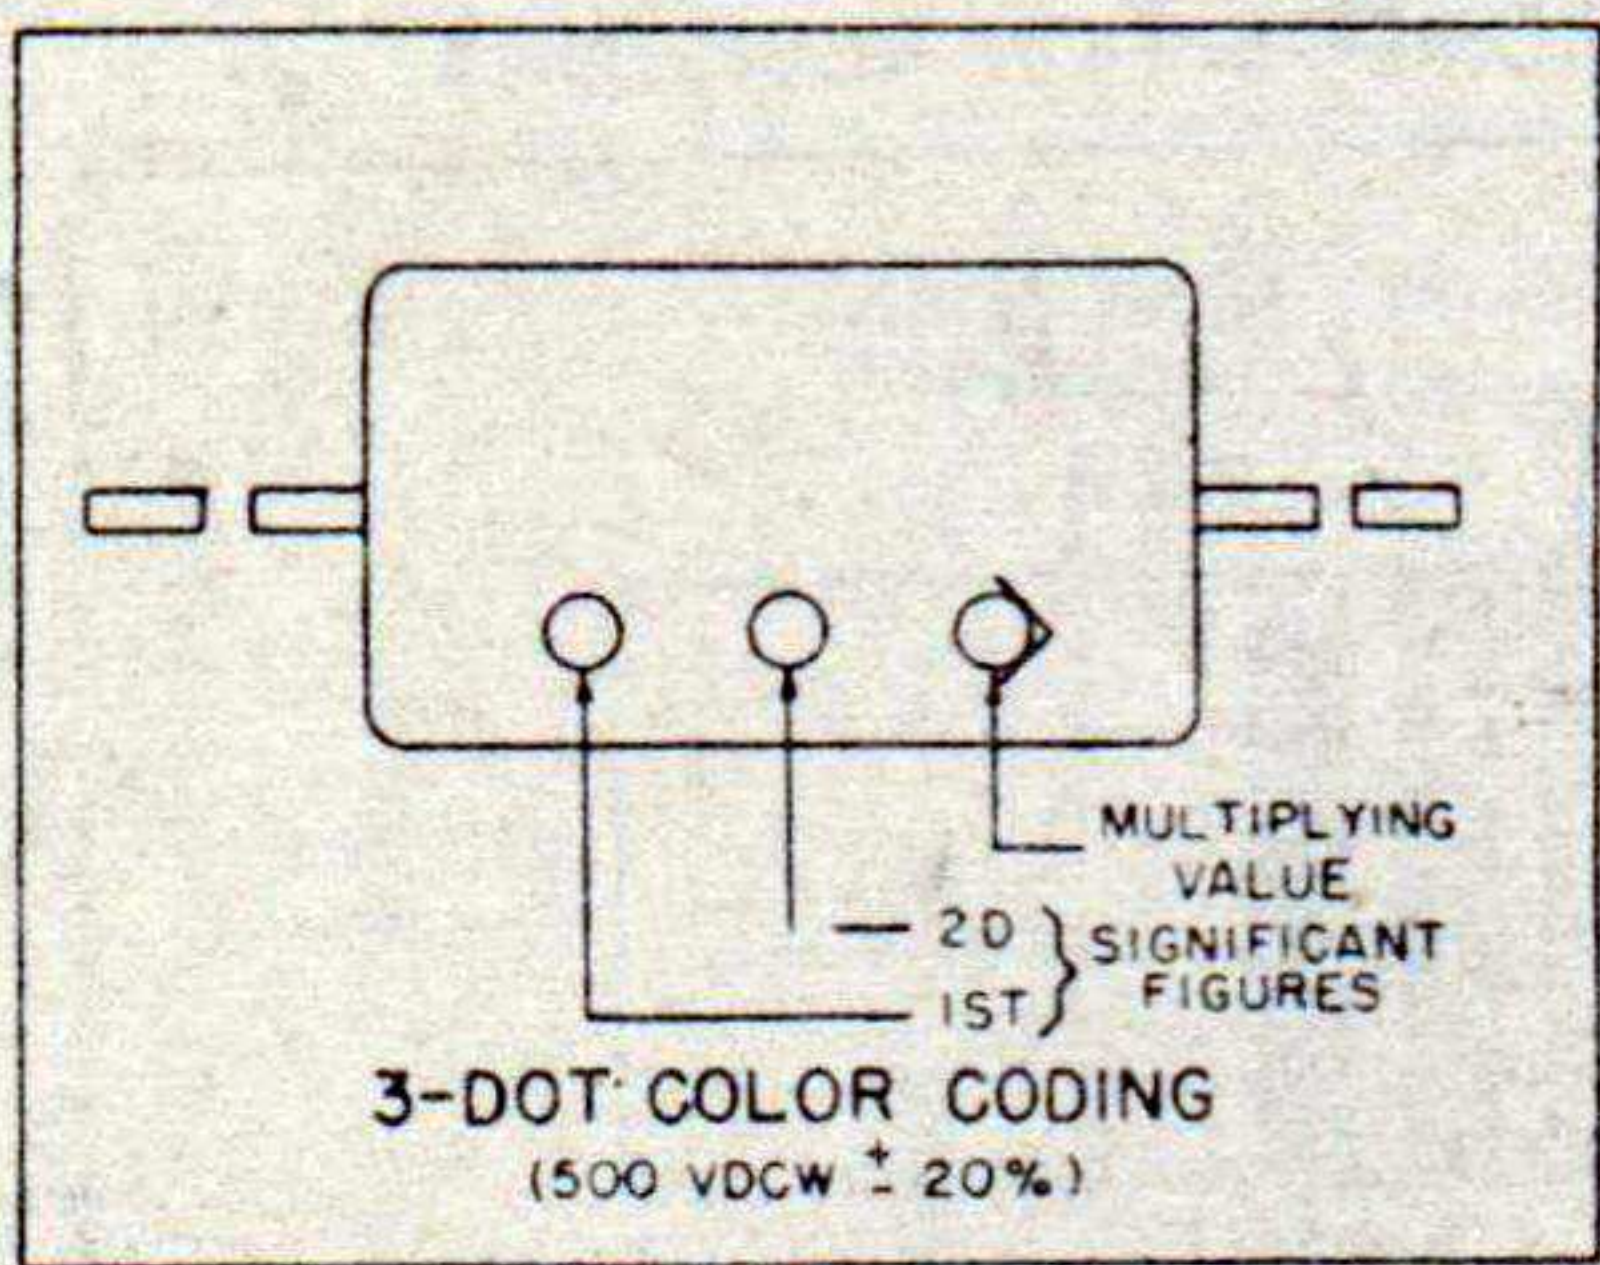 MULTIPLYING
VALUE
2D } SIGNIFICANT
1ST } FIGURES
3-DOT COLOR CODING
(500 VDCW ± 20%)